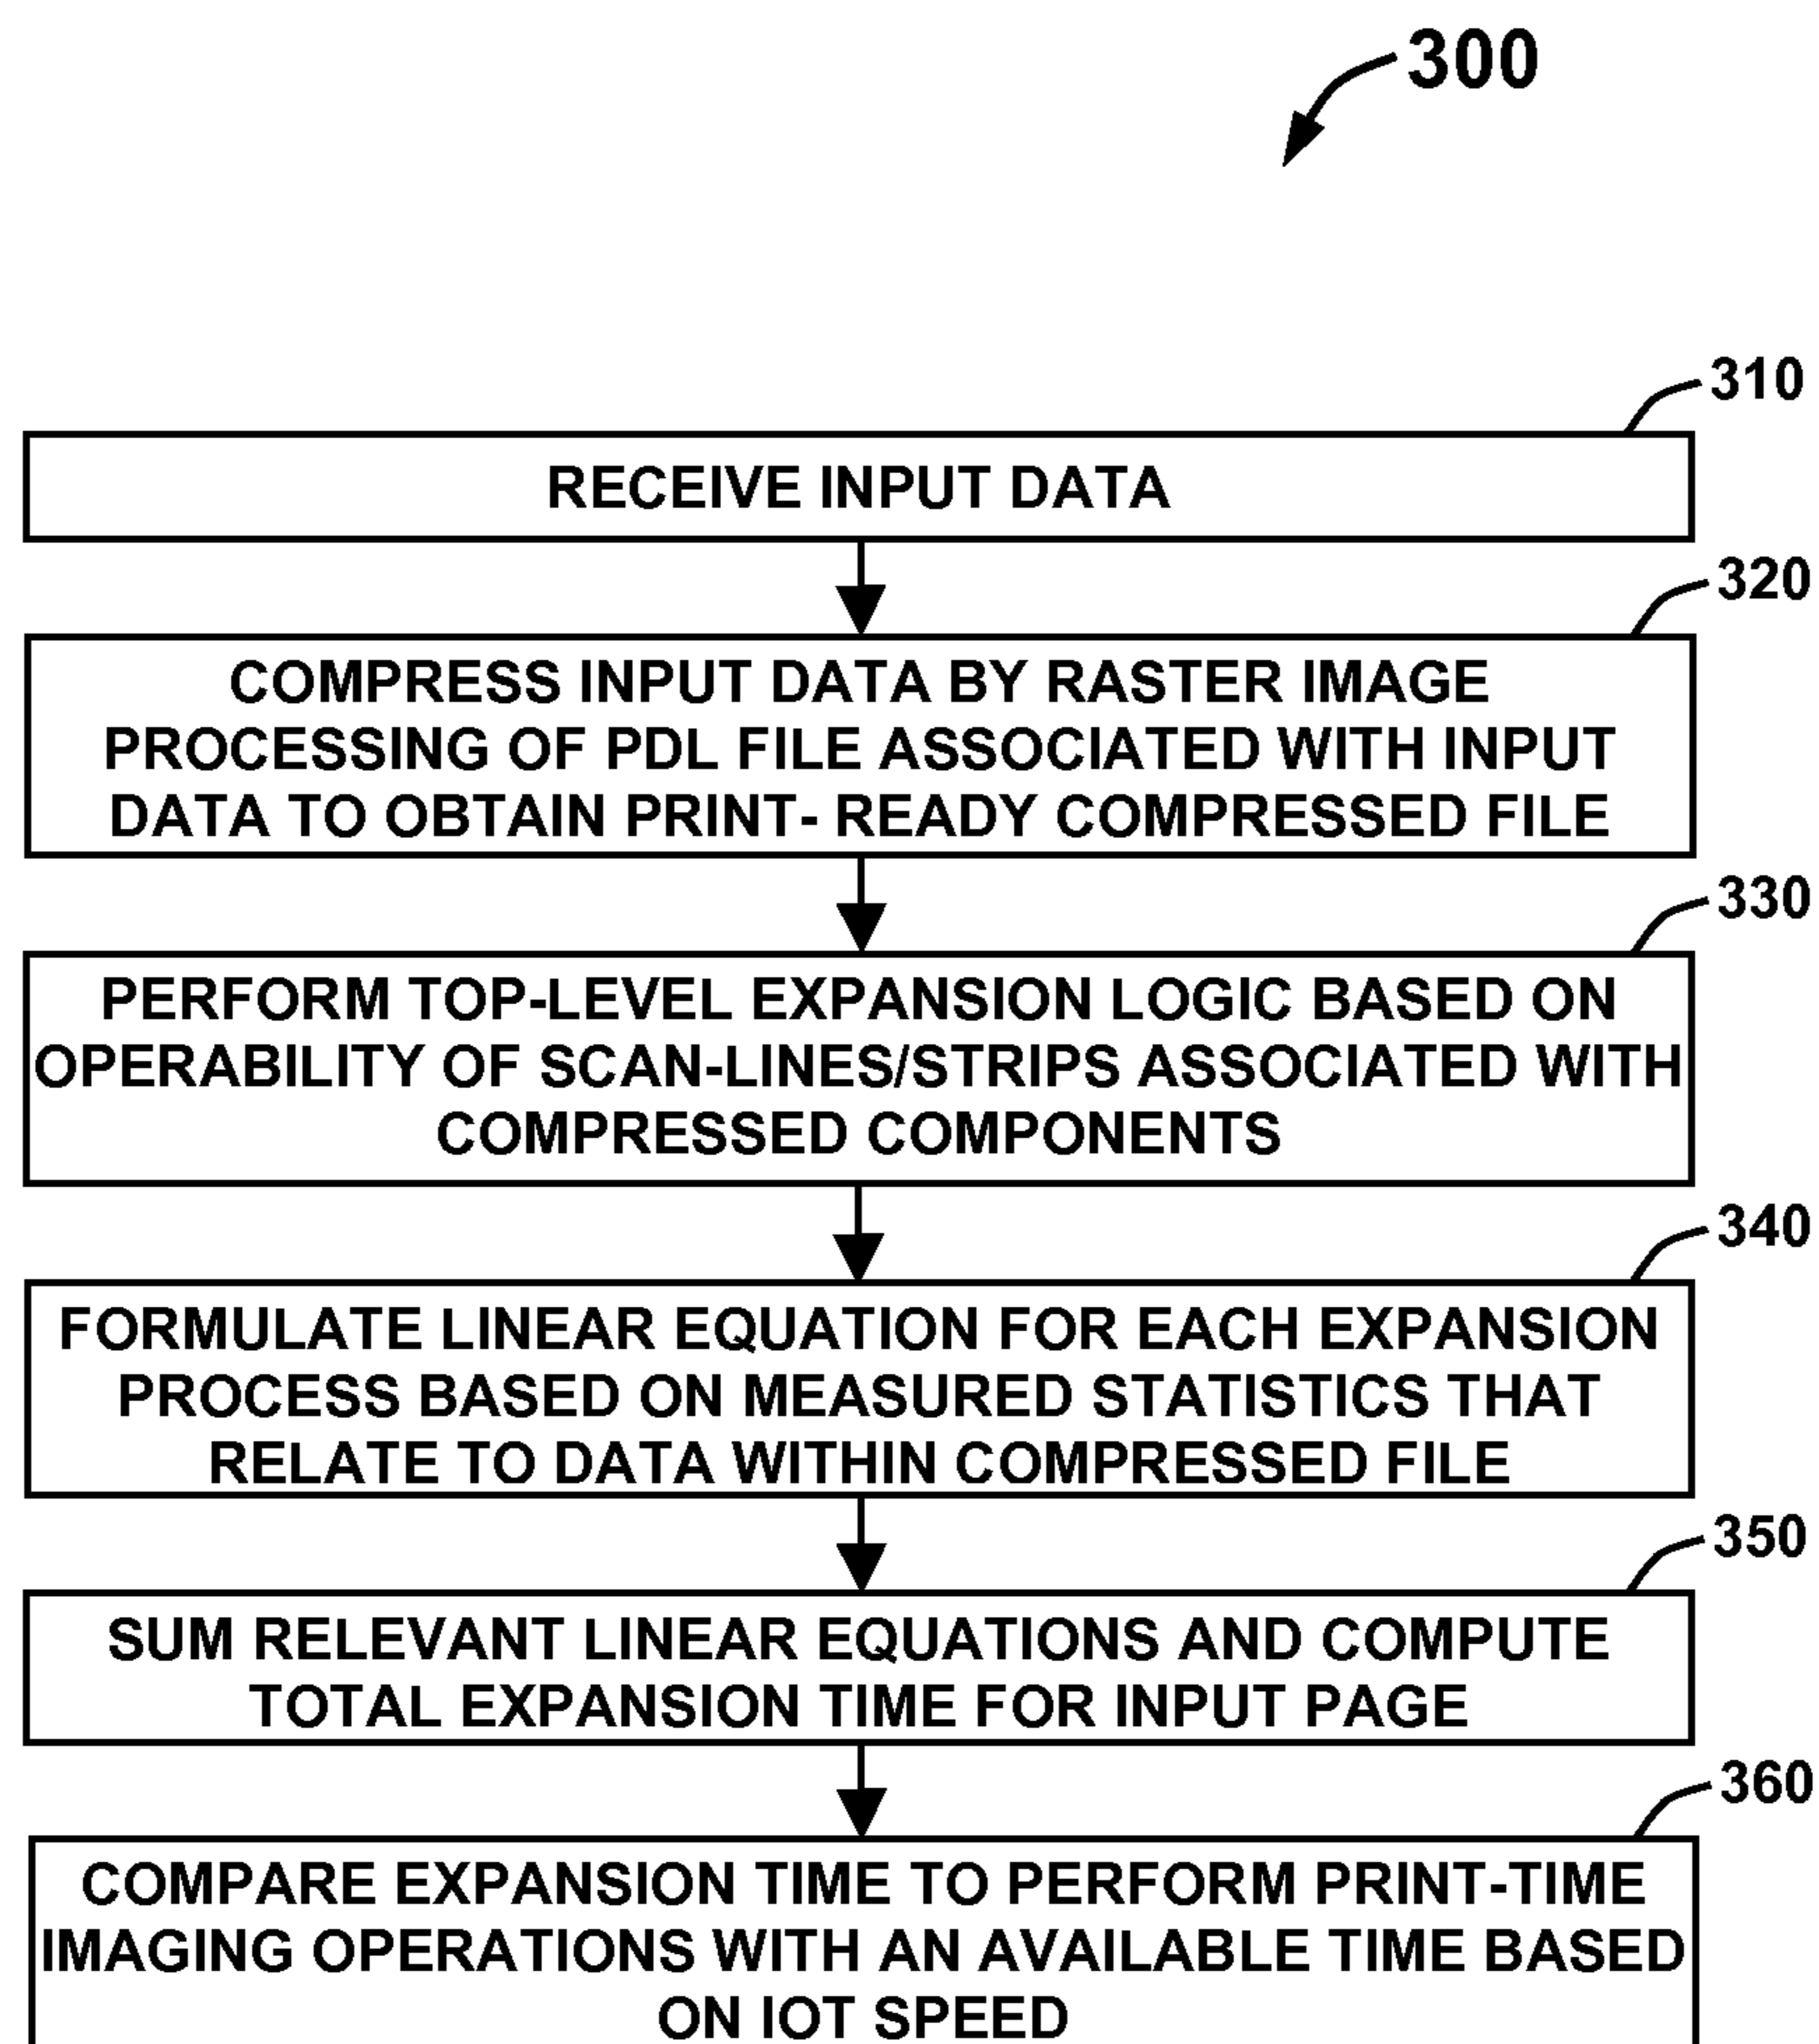 300
310
RECEIVE INPUT DATA
320
COMPRESS INPUT DATA BY RASTER IMAGE
PROCESSING OF PDL FILE ASSOCIATED WITH INPUT
DATA TO OBTAIN PRINT- READY COMPRESSED FILE
330
PERFORM TOP-LEVEL EXPANSION LOGIC BASED ON
OPERABILITY OF SCAN-LINES/STRIPS ASSOCIATED WITH
COMPRESSED COMPONENTS
340
FORMULATE LINEAR EQUATION FOR EACH EXPANSION
PROCESS BASED ON MEASURED STATISTICS THAT
RELATE TO DATA WITHIN COMPRESSED FILE
350
SUM RELEVANT LINEAR EQUATIONS AND COMPUTE
TOTAL EXPANSION TIME FOR INPUT PAGE
360
COMPARE EXPANSION TIME TO PERFORM PRINT-TIME
IMAGING OPERATIONS WITH AN AVAILABLE TIME BASED
ON IOT SPEED